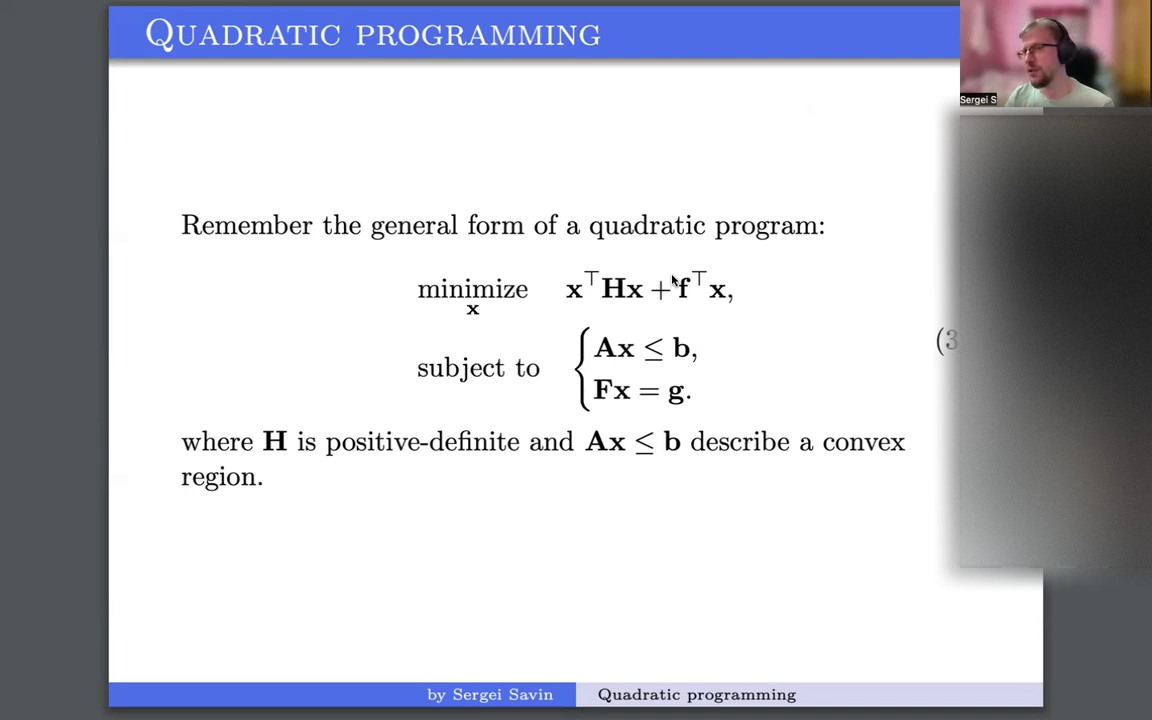 QUADRATIC PROGRAMMING
Sergei S
Remember the general form of a quadratic program:
minimize x⊤Hx + f⊤x,
x
subject to { Ax ≤ b,
Fx = g.
(3
where H is positive-definite and Ax ≤ b describe a convex
region.
by Sergei Savin Quadratic programming